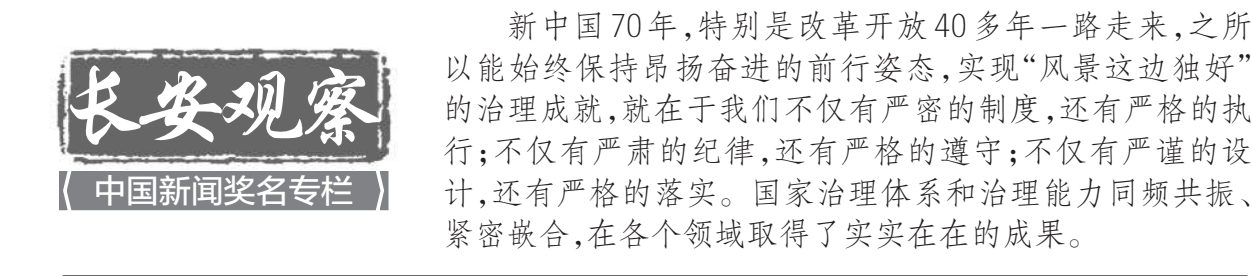 长安观察
中国新闻奖名专栏
新中国70年,特别是改革开放40多年一路走来,之所
以能始终保持昂扬奋进的前行姿态,实现“风景这边独好”
的治理成就,就在于我们不仅有严密的制度,还有严格的执
行;不仅有严肃的纪律,还有严格的遵守;不仅有严谨的设
计,还有严格的落实。国家治理体系和治理能力同频共振、
紧密嵌合,在各个领域取得了实实在在的成果。